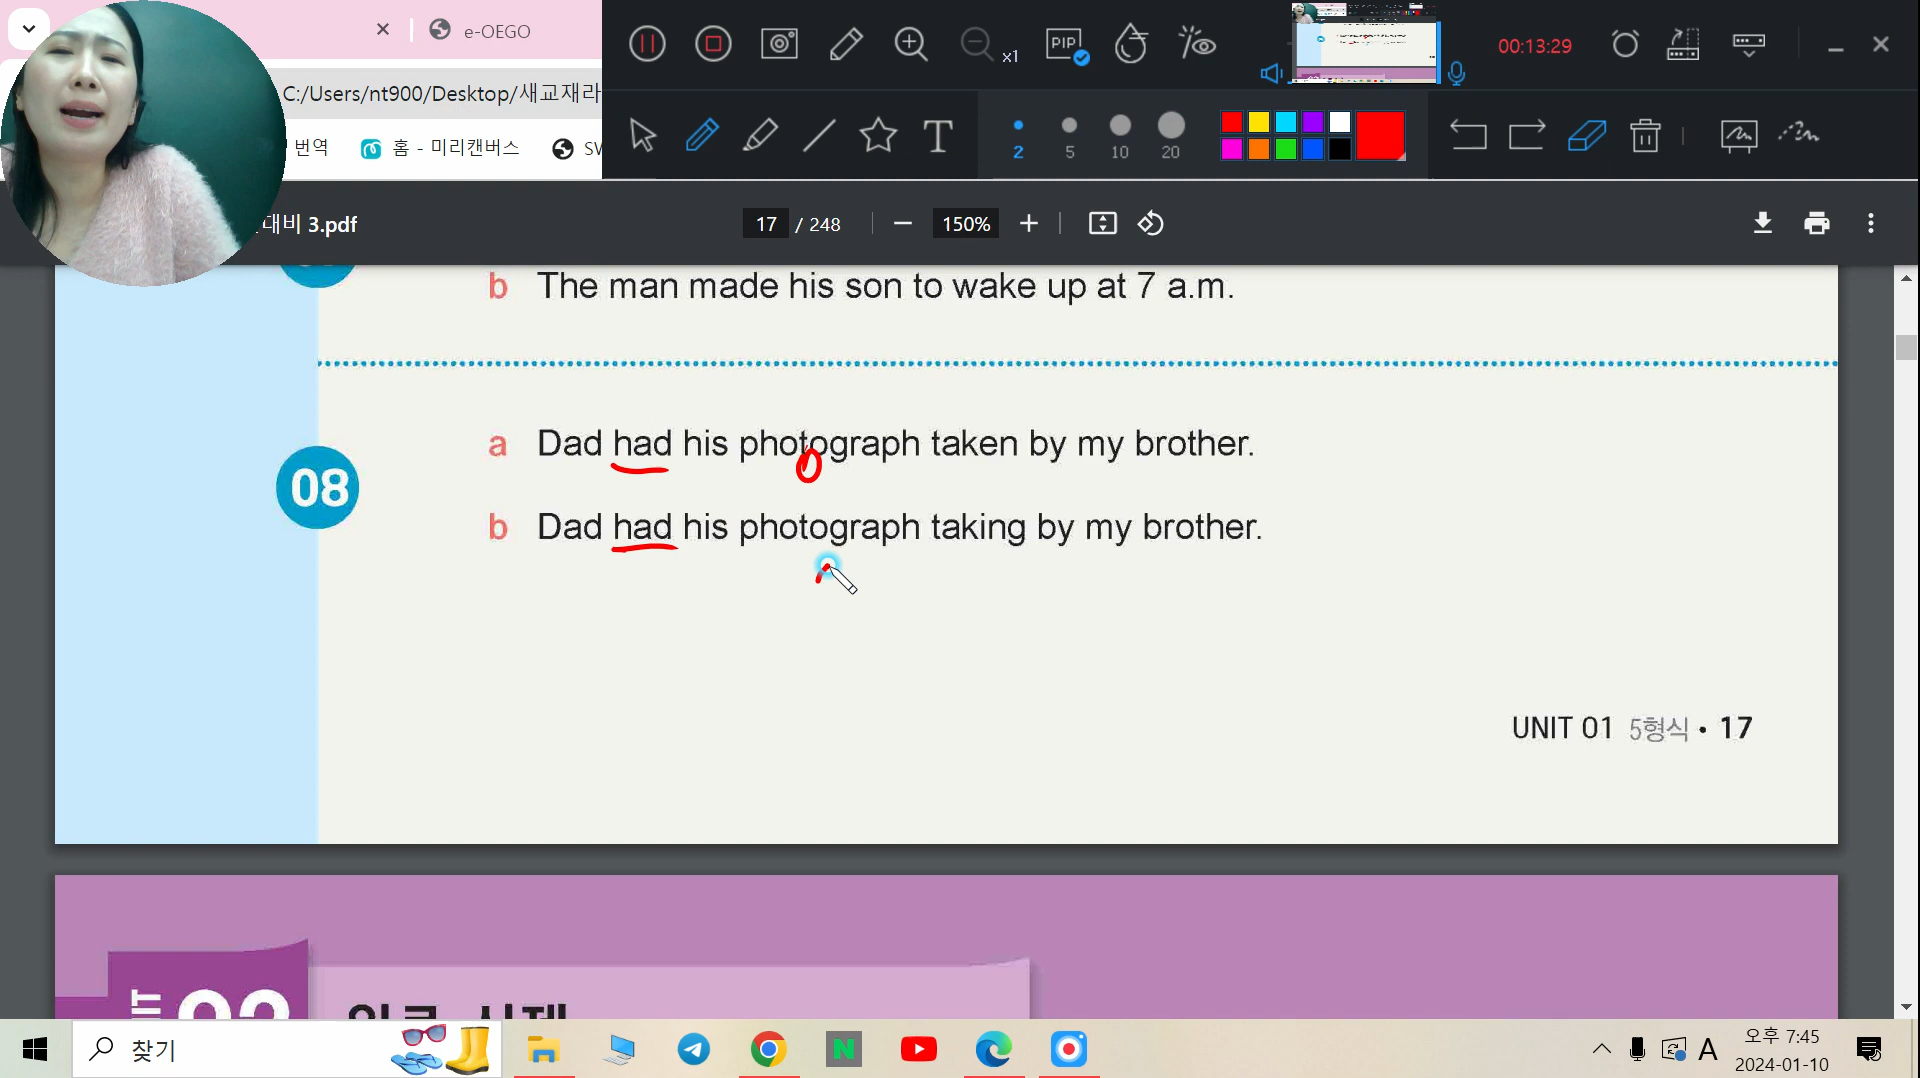 e-OEGO
C:/Users/nt900/Desktop/새교재라
번역
홈 - 미리캔버스
x1
PIP
00:13:29
T
2
5
10
20
대비 3.pdf
17 / 248
150%
b The man made his son to wake up at 7 a.m.
08
a Dad had his photograph taken by my brother.
b Dad had his photograph taking by my brother.
UNIT 01 5형식 • 17
찾기
N
A
오후 7:45
2024-01-10